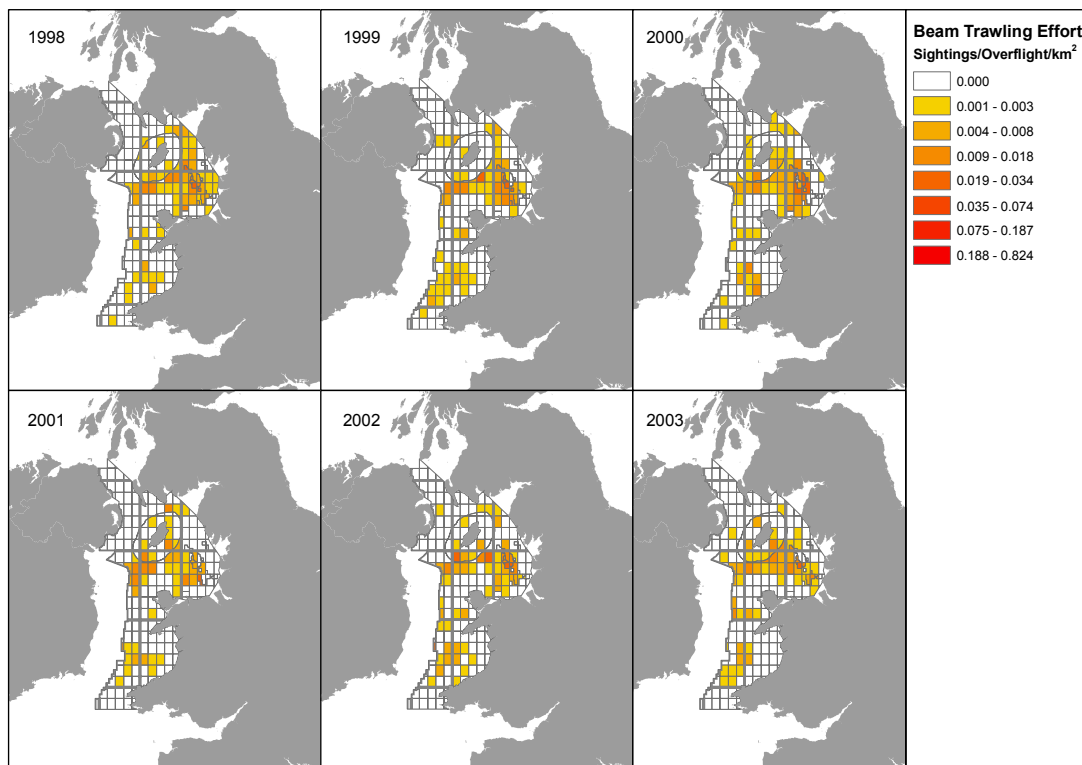 1998
1999
2000
Beam Trawling Effort
Sightings/Overflight/km²
0.000
0.001 - 0.003
0.004 - 0.008
0.009 - 0.018
0.019 - 0.034
0.035 - 0.074
0.075 - 0.187
0.188 - 0.824
2001
2002
2003